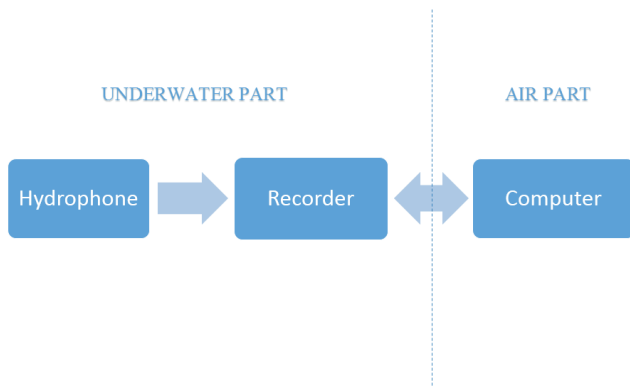 UNDERWATER PART
AIR PART
Hydrophone
Recorder
Computer